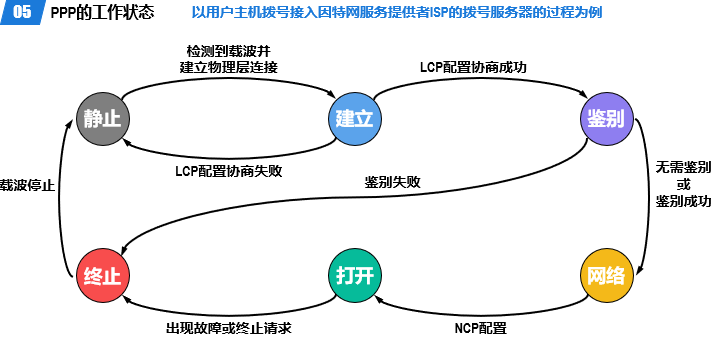 05 PPP的工作状态 以用户主机拨号接入因特网服务提供者ISP的拨号服务器的过程为例
检测到载波并
建立物理层连接
LCP配置协商成功
静止
建立
鉴别
LCP配置协商失败
无需鉴别
或
鉴别成功
鉴别失败
载波停止
终止
打开
网络
出现故障或终止请求
NCP配置